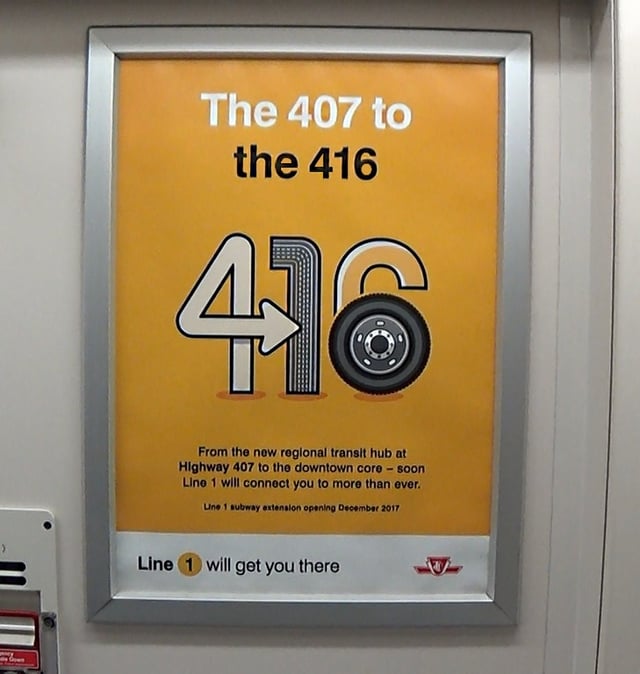 The 407 to
the 416
416
From the new regional transit hub at
Highway 407 to the downtown core – soon
Line 1 will connect you to more than ever.
Line 1 subway extension opening December 2017
Line 1 will get you there